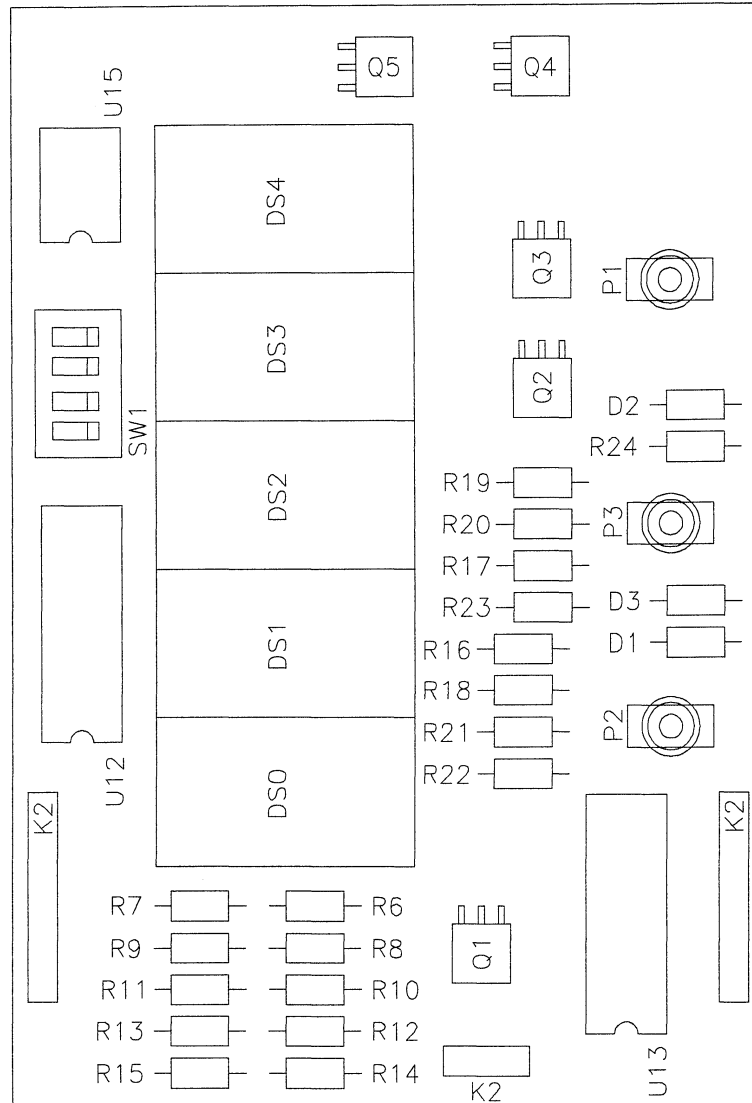 Q5
Q4
U15
DS4
Q3
P1
DS3
SW1
Q2
D2
R24
DS2
R19
R20
P3
R17
R23
D3
DS1
R16
D1
R18
P2
R21
U12
DS0
R22
K2
K2
R7
R6
R9
R8
Q1
R11
R10
R13
R12
R15
R14
K2
U13